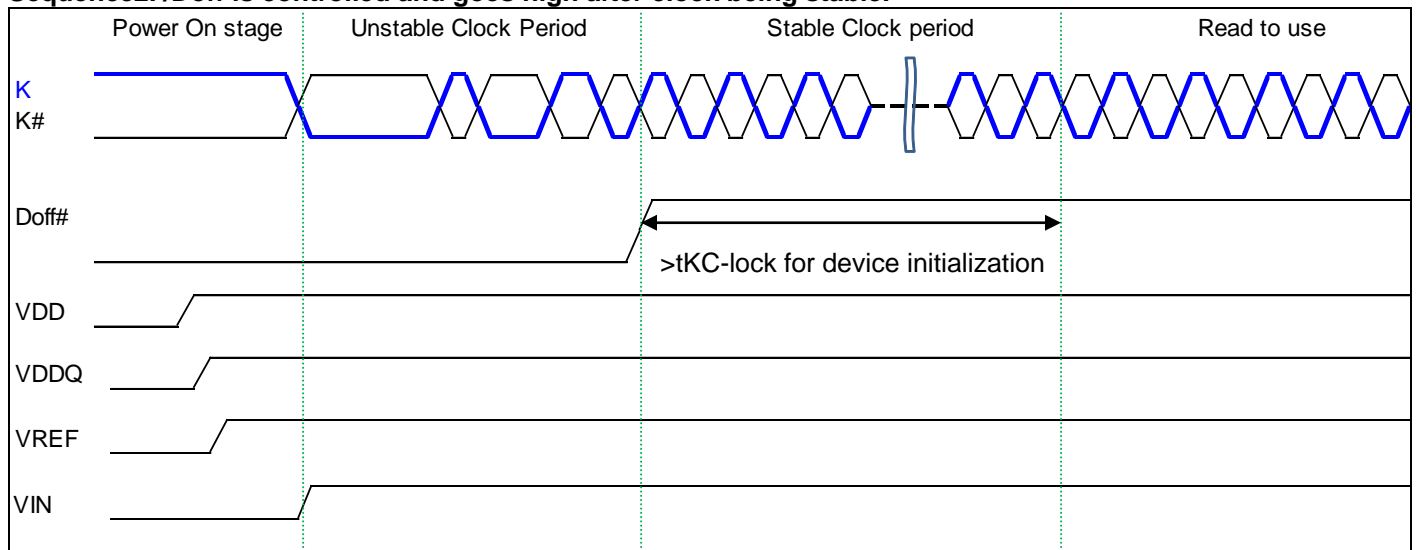 Power On stage Unstable Clock Period Stable Clock period Read to use
K
K#
Doff#
>tKC-lock for device initialization
VDD
VDDQ
VREF
VIN